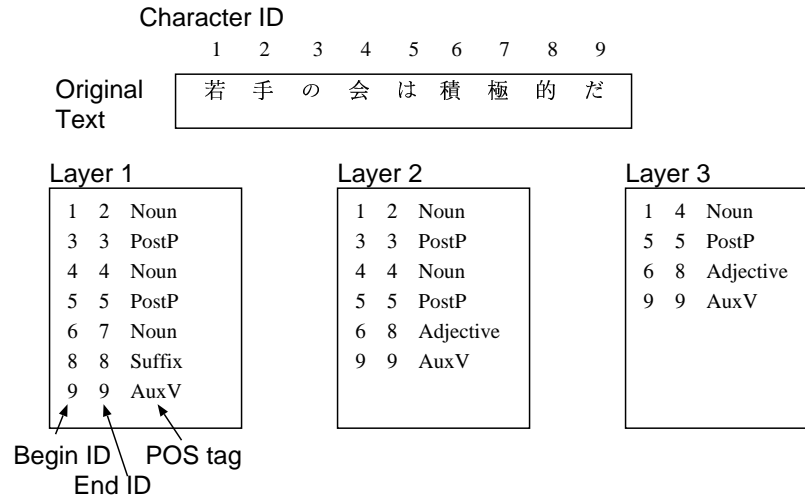 Character ID
1 2 3 4 5 6 7 8 9
Original Text
若 手 の 会 は 積 極 的 だ
Layer 1
1 2 Noun
3 3 PostP
4 4 Noun
5 5 PostP
6 7 Noun
8 8 Suffix
9 9 AuxV
Begin ID
End ID
POS tag
Layer 2
1 2 Noun
3 3 PostP
4 4 Noun
5 5 PostP
6 8 Adjective
9 9 AuxV
Layer 3
1 4 Noun
5 5 PostP
6 8 Adjective
9 9 AuxV